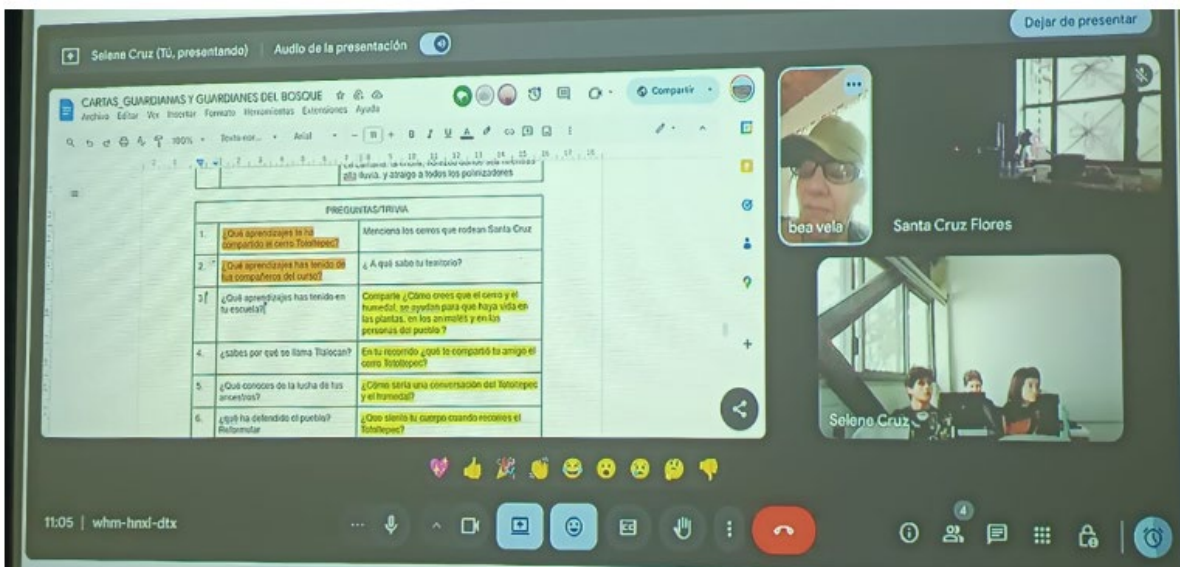 Dejar de presentar
Selene Cruz (Tú, presentando)
Audio de la presentación
CARTAS_GUARDIANAS Y GUARDIANES DEL BOSQUE
Archivo Editar Ver Insertar Formato Herramientas Extensiones Ayuda
Compartir
100%
Arial
alla lluvia, y atraigo a todos los polinizadores
PREGUNTAS/TRIVIA
1. ¿Qué aprendizajes te ha
compartido el cerro Tototepec?
Menciona los cerros que rodean Santa Cruz
2. ¿Qué aprendizajes has tenido de
tus compañeros del curso?
¿ A qué sabe tu territorio?
3 ¿Qué aprendizajes has tenido en
tu escuela?
Comparte ¿Cómo crees que el cerro y el
humedal, se ayudan para que haya vida en
las plantas, en los animales y en las
personas del pueblo ?
4. ¿sabes por qué se llama Tlalocan?
En tu recorrido ¿qué te compartió tu amigo el
cerro Tototepec?
5. ¿Qué conoces de la lucha de tus
ancestros?
¿Cómo sería una conversación del Tototepec
y el humedal?
6. ¿qué ha defendido el pueblo?
Reformular
¿Que siente tu cuerpo cuando recorres el
Tototepec?
bea vela
Santa Cruz Flores
Selene Cruz
11:05 | whm-hnxi-dtx
4